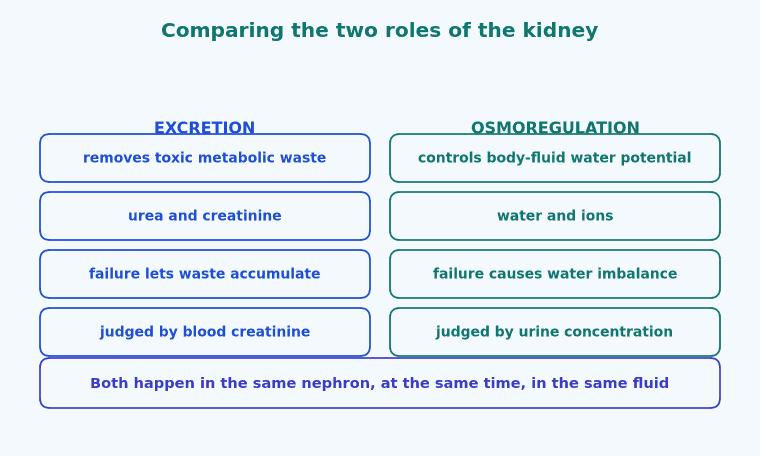 Comparing the two roles of the kidney
EXCRETION
OSMOREGULATION
removes toxic metabolic waste
controls body-fluid water potential
urea and creatinine
water and ions
failure lets waste accumulate
failure causes water imbalance
judged by blood creatinine
judged by urine concentration
Both happen in the same nephron, at the same time, in the same fluid